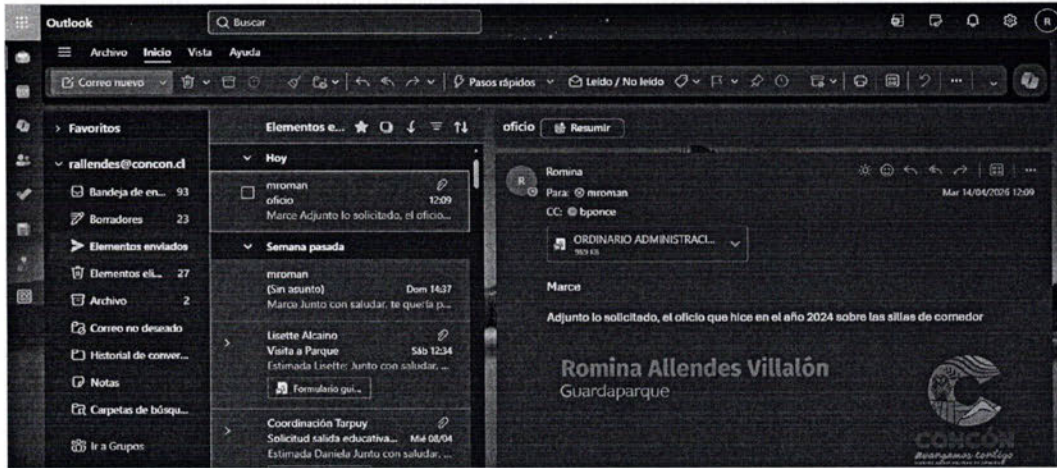 Outlook
Buscar
R
Archivo Inicio Vista Ayuda
Correo nuevo
Pasos rápidos
Leído / No leído
Favoritos
rallendes@concon.cl
Bandeja de en... 93
Borradores 23
Elementos enviados
Elementos eli... 27
Archivo 2
Correo no deseado
Historial de conver...
Notas
Carpetas de búsqu...
Ir a Grupos
Elementos e...
Hoy
mroman
oficio 12:09
Marce Adjunto lo solicitado, el oficio...
Semana pasada
mroman
(Sin asunto) Dom 14:37
Marce Junto con saludar, te quería p...
Lisette Alcaino
Visita a Parque Sáb 12:34
Estimada Lisette: Junto con saludar, ...
Formulario gui...
Coordinación Tarpuy
Solicitud salida educativa... Mié 08/04
Estimada Daniela Junto con saludar, ...
oficio Resumir
R
Romina
Para: mroman
Mar 14/04/2026 12:09
CC: bponce
ORDINARIO ADMINISTRACI...
969 KB
Marce
Adjunto lo solicitado, el oficio que hice en el año 2024 sobre las sillas de comedor
Romina Allendes Villalón
Guardaparque
CONCÓN
avangamos contigo